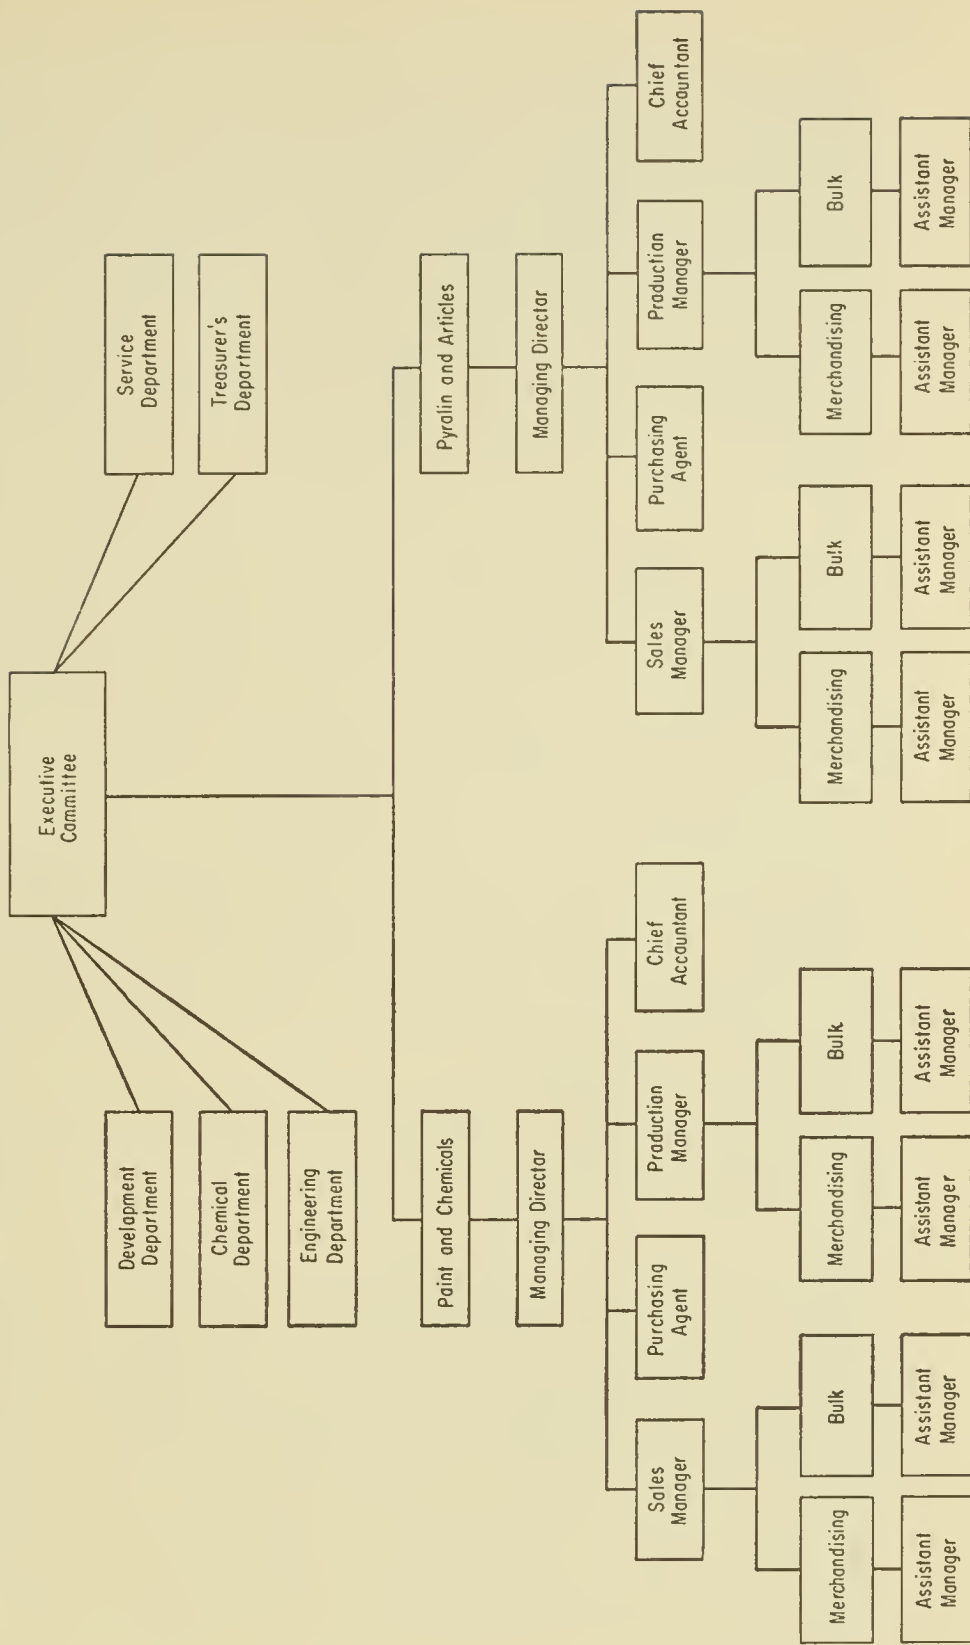 Executive
Committee
Development
Department
Chemical
Department
Engineering
Department
Service
Department
Treasurer's
Department
Paint and Chemicals
Pyralin and Articles
Managing Director
Managing Director
Sales
Manager
Purchasing
Agent
Production
Manager
Chief
Accountant
Sales
Manager
Purchasing
Agent
Production
Manager
Chief
Accountant
Merchandising
Bulk
Merchandising
Bulk
Merchandising
Bulk
Merchandising
Bulk
Assistant
Manager
Assistant
Manager
Assistant
Manager
Assistant
Manager
Assistant
Manager
Assistant
Manager
Assistant
Manager
Assistant
Manager